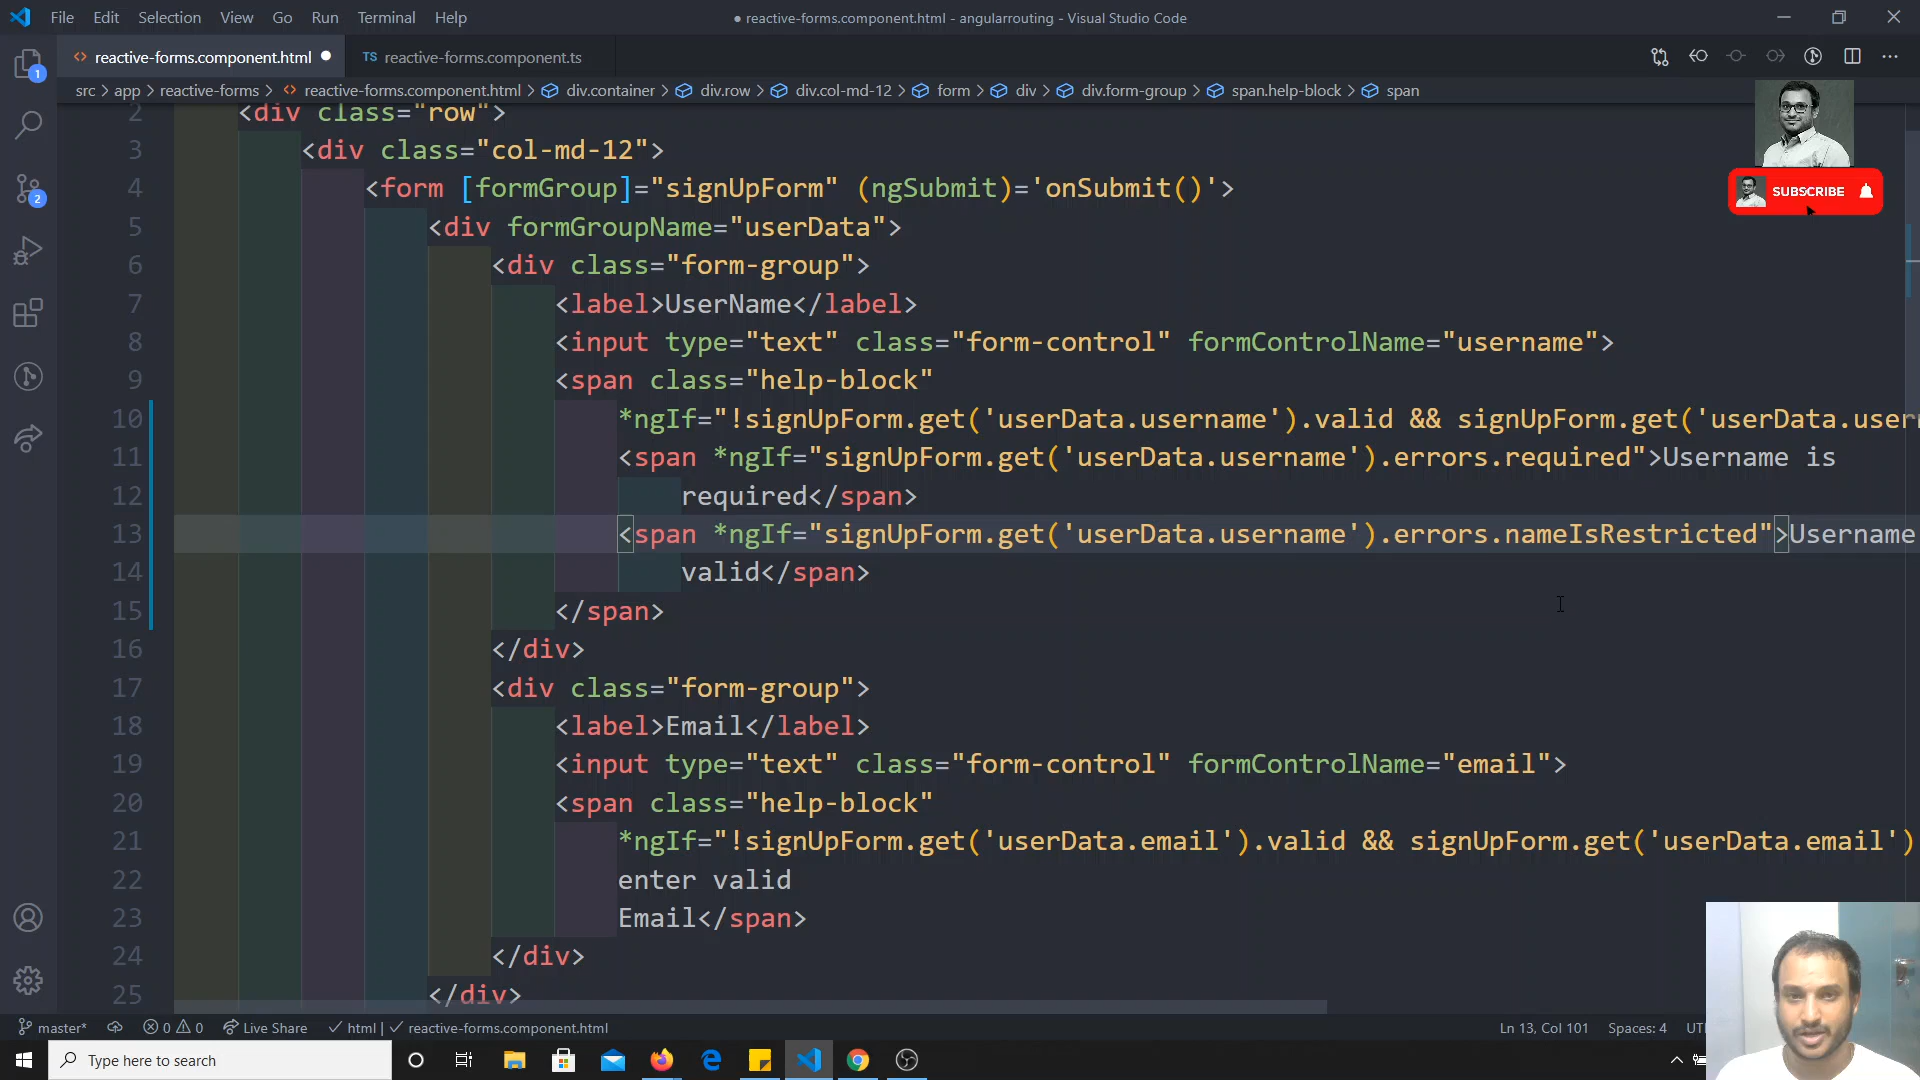 File Edit Selection View Go Run Terminal Help
● reactive-forms.component.html - angularrouting - Visual Studio Code
<> reactive-forms.component.html ●
TS reactive-forms.component.ts
src > app > reactive-forms > <> reactive-forms.component.html > div.container > div.row > div.col-md-12 > form > div > div.form-group > span.help-block > span
1
2
SUBSCRIBE
2 <div class="row">
3 <div class="col-md-12">
4 <form [formGroup]="signUpForm" (ngSubmit)='onSubmit()'>
5 <div formGroupName="userData">
6 <div class="form-group">
7 <label>UserName</label>
8 <input type="text" class="form-control" formControlName="username">
9 <span class="help-block"
10 *ngIf="!signUpForm.get('userData.username').valid && signUpForm.get('userData.user
11 <span *ngIf="signUpForm.get('userData.username').errors.required">Username is
12 required</span>
13 <span *ngIf="signUpForm.get('userData.username').errors.nameIsRestricted">Username
14 valid</span>
15 </span>
16 </div>
17 <div class="form-group">
18 <label>Email</label>
19 <input type="text" class="form-control" formControlName="email">
20 <span class="help-block"
21 *ngIf="!signUpForm.get('userData.email').valid && signUpForm.get('userData.email')
22 enter valid
23 Email</span>
24 </div>
25 </div>
master* 0 0 Live Share ✓ html | ✓ reactive-forms.component.html
Ln 13, Col 101 Spaces: 4
Type here to search